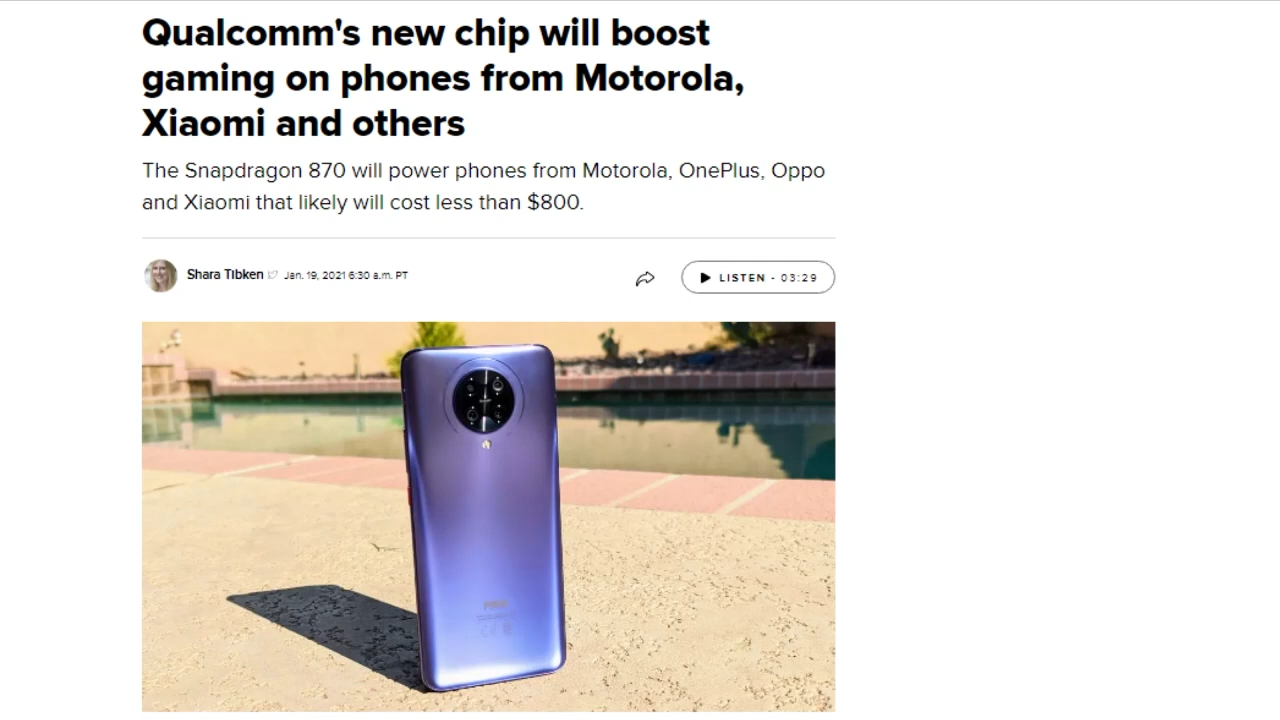 Qualcomm's new chip will boost
gaming on phones from Motorola,
Xiaomi and others
The Snapdragon 870 will power phones from Motorola, OnePlus, Oppo
and Xiaomi that likely will cost less than $800.
Shara Tibken Jan. 19, 2021 6:30 a.m. PT
LISTEN - 03:29